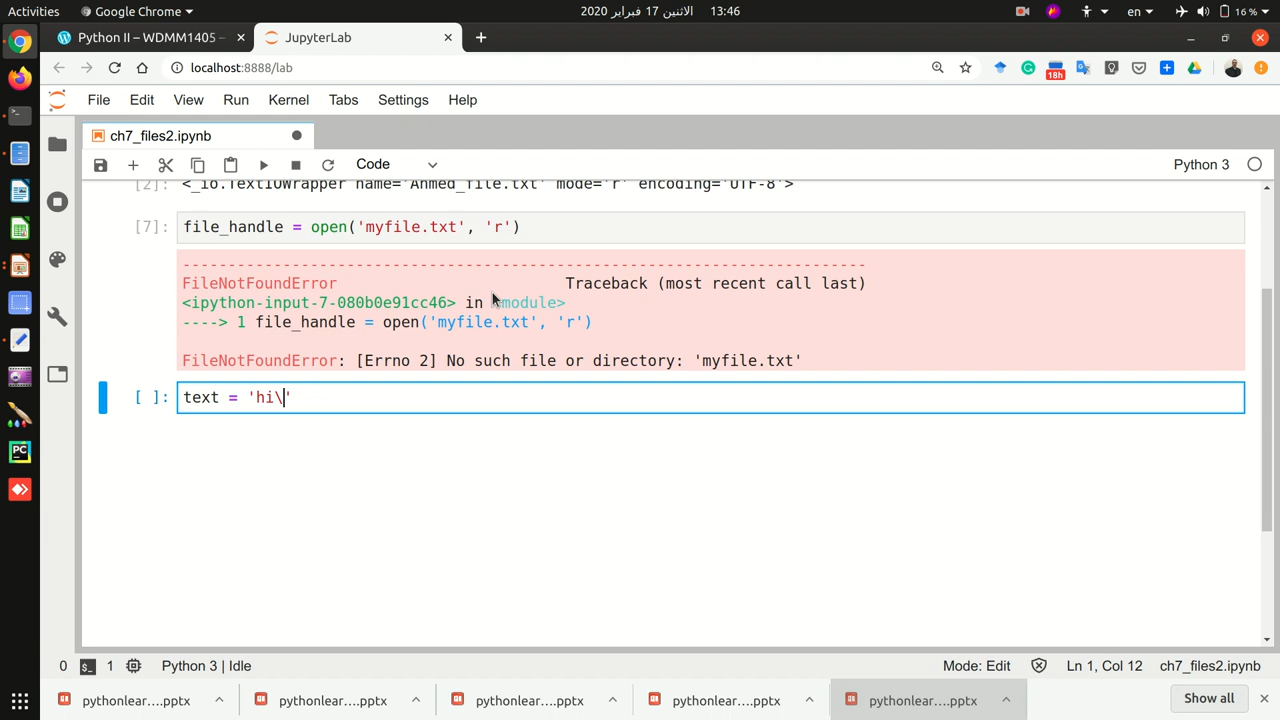 Activities Google Chrome الاثنين 17 فبراير 2020 13:46 en 16 %
Python II – WDMM1405 – JupyterLab
localhost:8888/lab 18h
File Edit View Run Kernel Tabs Settings Help
ch7_files2.ipynb
Code Python 3
[2]: <_io.TextIOWrapper name='Ahmed_file.txt' mode='r' encoding='UTF-8'>
[7]: file_handle = open('myfile.txt', 'r')
---------------------------------------------------------------------------
FileNotFoundError Traceback (most recent call last)
<ipython-input-7-080b0e91cc46> in <module>
----> 1 file_handle = open('myfile.txt', 'r')
FileNotFoundError: [Errno 2] No such file or directory: 'myfile.txt'
[ ]: text = 'hi\'
PC
0 $_ 1 Python 3 | Idle Mode: Edit Ln 1, Col 12 ch7_files2.ipynb
pythonlear....pptx pythonlear....pptx pythonlear....pptx pythonlear....pptx pythonlear....pptx Show all